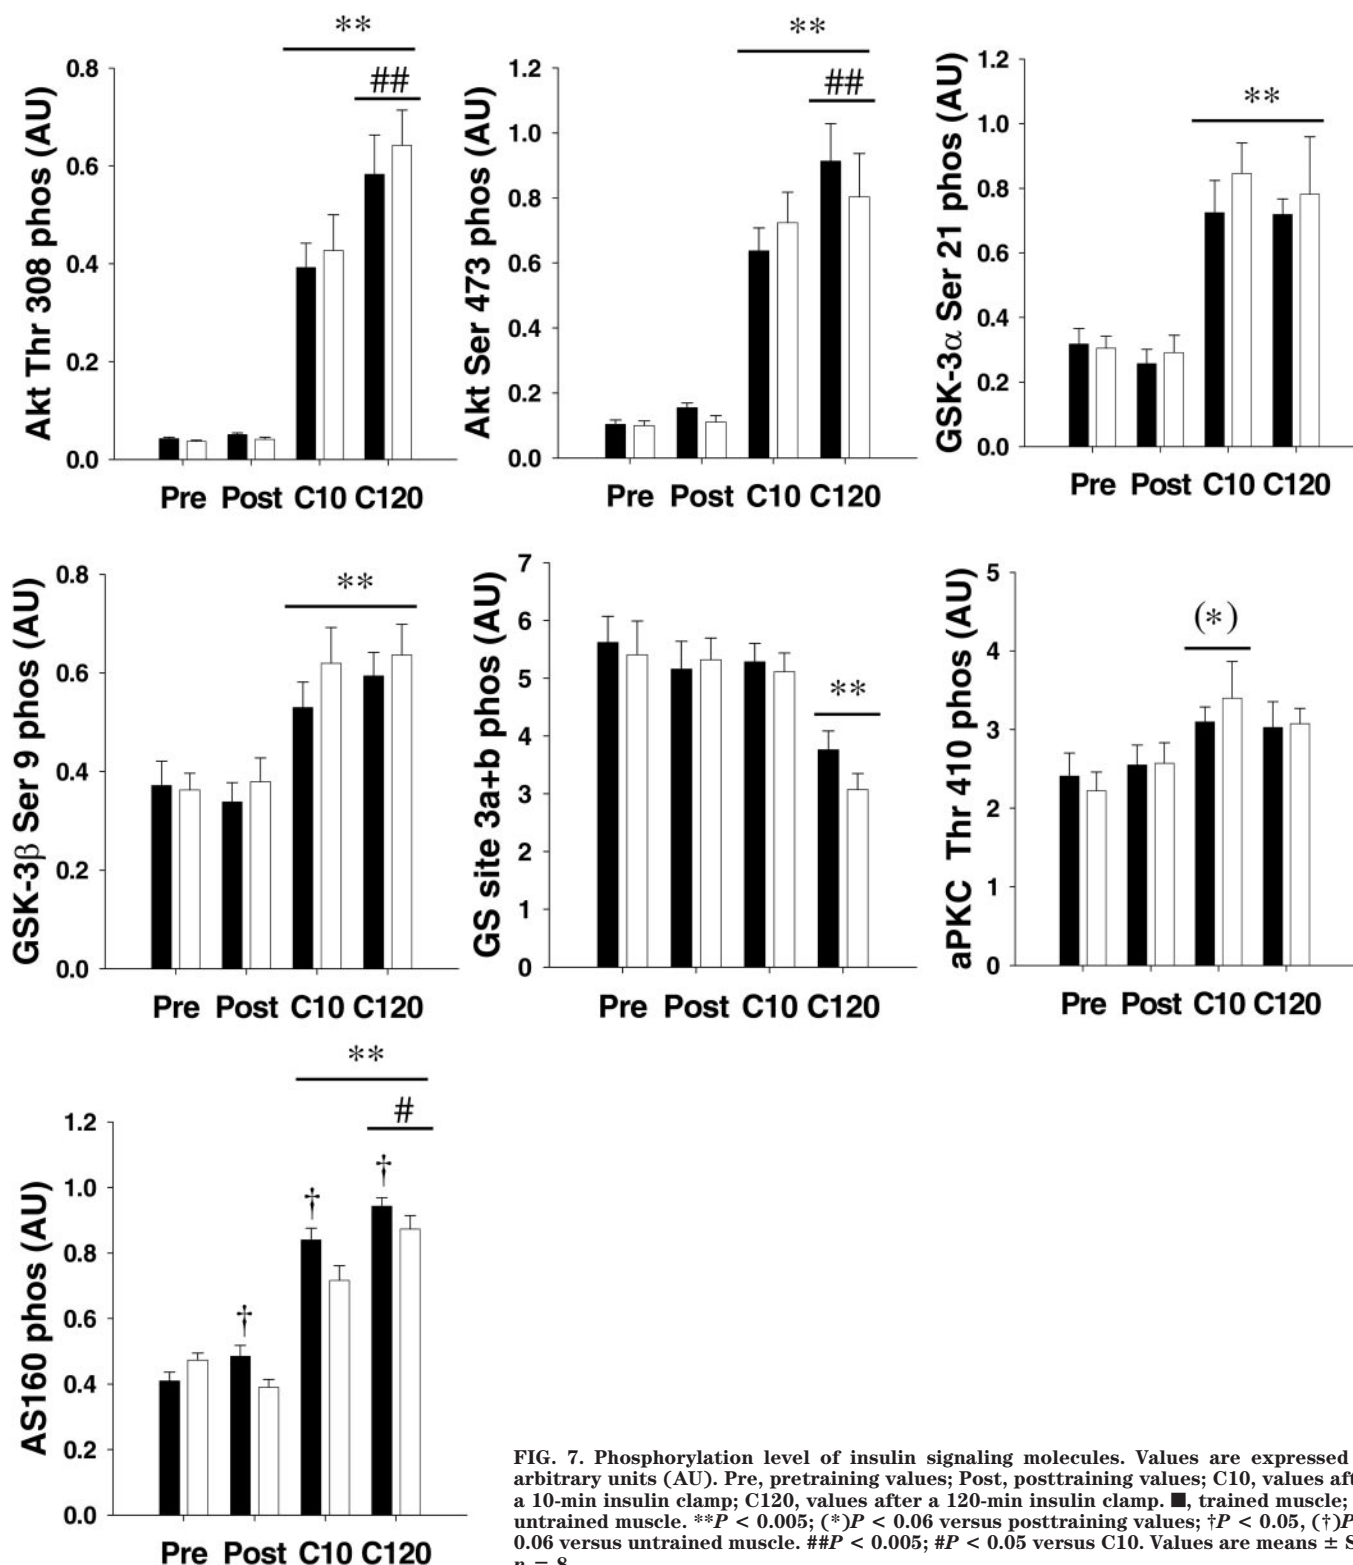 **
##
0.8
0.6
0.4
0.2
0.0
Akt Thr 308 phos (AU)
Pre Post C10 C120
**
##
1.2
1.0
0.8
0.6
0.4
0.2
0.0
Akt Ser 473 phos (AU)
Pre Post C10 C120
**
1.2
1.0
0.8
0.6
0.4
0.2
0.0
GSK-3α Ser 21 phos (AU)
Pre Post C10 C120
**
0.8
0.6
0.4
0.2
0.0
GSK-3β Ser 9 phos (AU)
Pre Post C10 C120
**
7
6
5
4
3
2
1
0
GS site 3a+b phos (AU)
Pre Post C10 C120
(*)
5
4
3
2
1
0
aPKC Thr 410 phos (AU)
Pre Post C10 C120
**
#
† † †
1.2
1.0
0.8
0.6
0.4
0.2
0.0
AS160 phos (AU)
Pre Post C10 C120
FIG. 7. Phosphorylation level of insulin signaling molecules. Values are expressed
arbitrary units (AU). Pre, pretraining values; Post, posttraining values; C10, values
a 10-min insulin clamp; C120, values after a 120-min insulin clamp. ■, trained muscle;
untrained muscle. **P < 0.005; (*)P < 0.06 versus posttraining values; †P < 0.05, (†)P
0.06 versus untrained muscle. ##P < 0.005; #P < 0.05 versus C10. Values are means ±